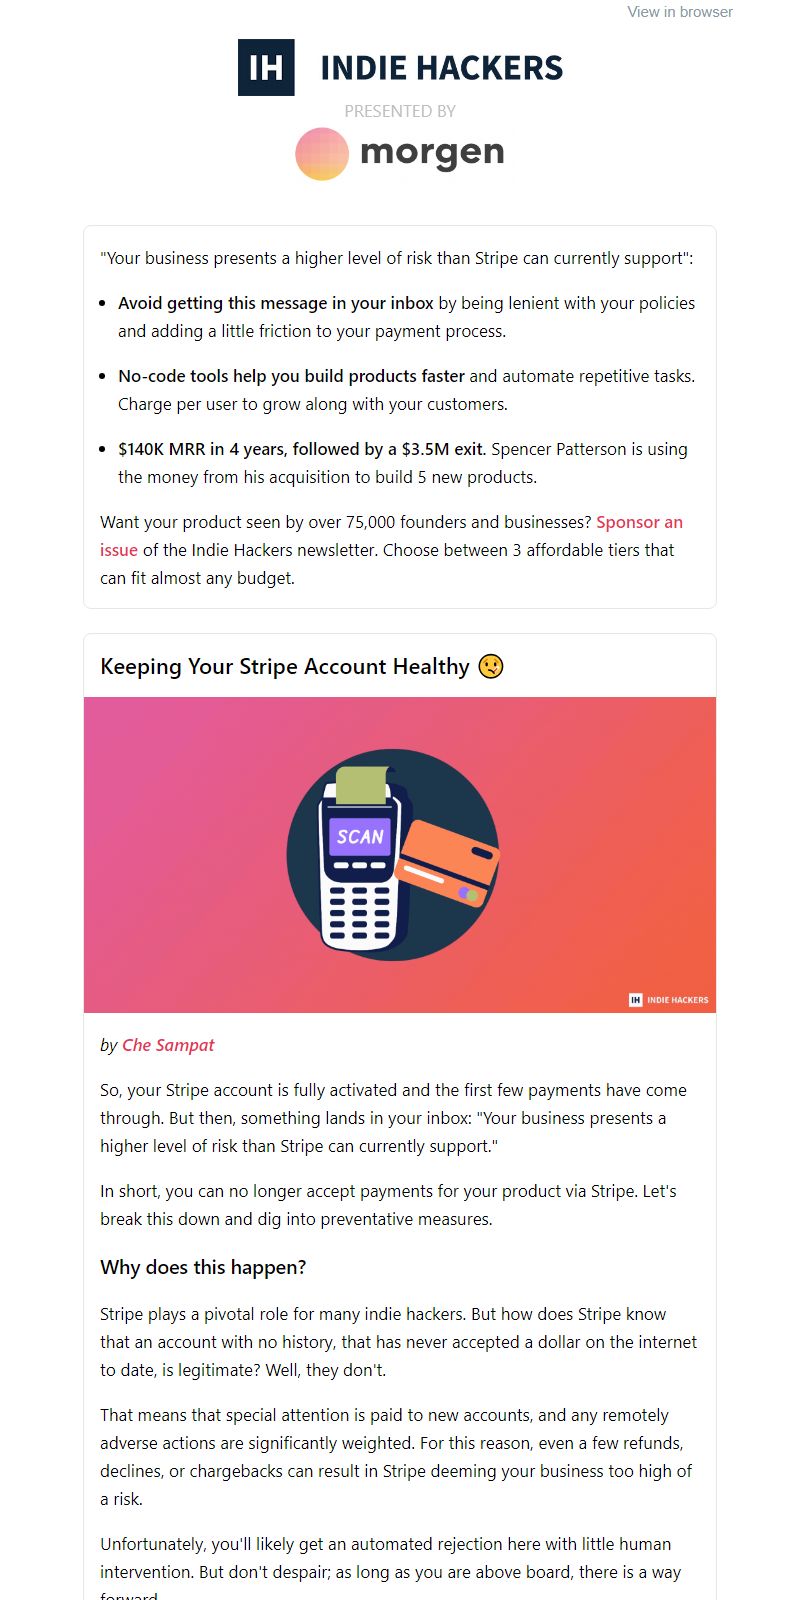 View in browser
IH INDIE HACKERS
PRESENTED BY
morgen
"Your business presents a higher level of risk than Stripe can currently support":
• Avoid getting this message in your inbox by being lenient with your policies
and adding a little friction to your payment process.
• No-code tools help you build products faster and automate repetitive tasks.
Charge per user to grow along with your customers.
• $140K MRR in 4 years, followed by a $3.5M exit. Spencer Patterson is using
the money from his acquisition to build 5 new products.
Want your product seen by over 75,000 founders and businesses? Sponsor an
issue of the Indie Hackers newsletter. Choose between 3 affordable tiers that
can fit almost any budget.
Keeping Your Stripe Account Healthy 🤒
SCAN
IH INDIE HACKERS
by Che Sampat
So, your Stripe account is fully activated and the first few payments have come
through. But then, something lands in your inbox: "Your business presents a
higher level of risk than Stripe can currently support."
In short, you can no longer accept payments for your product via Stripe. Let's
break this down and dig into preventative measures.
Why does this happen?
Stripe plays a pivotal role for many indie hackers. But how does Stripe know
that an account with no history, that has never accepted a dollar on the internet
to date, is legitimate? Well, they don't.
That means that special attention is paid to new accounts, and any remotely
adverse actions are significantly weighted. For this reason, even a few refunds,
declines, or chargebacks can result in Stripe deeming your business too high of
a risk.
Unfortunately, you'll likely get an automated rejection here with little human
intervention. But don't despair; as long as you are above board, there is a way
forward